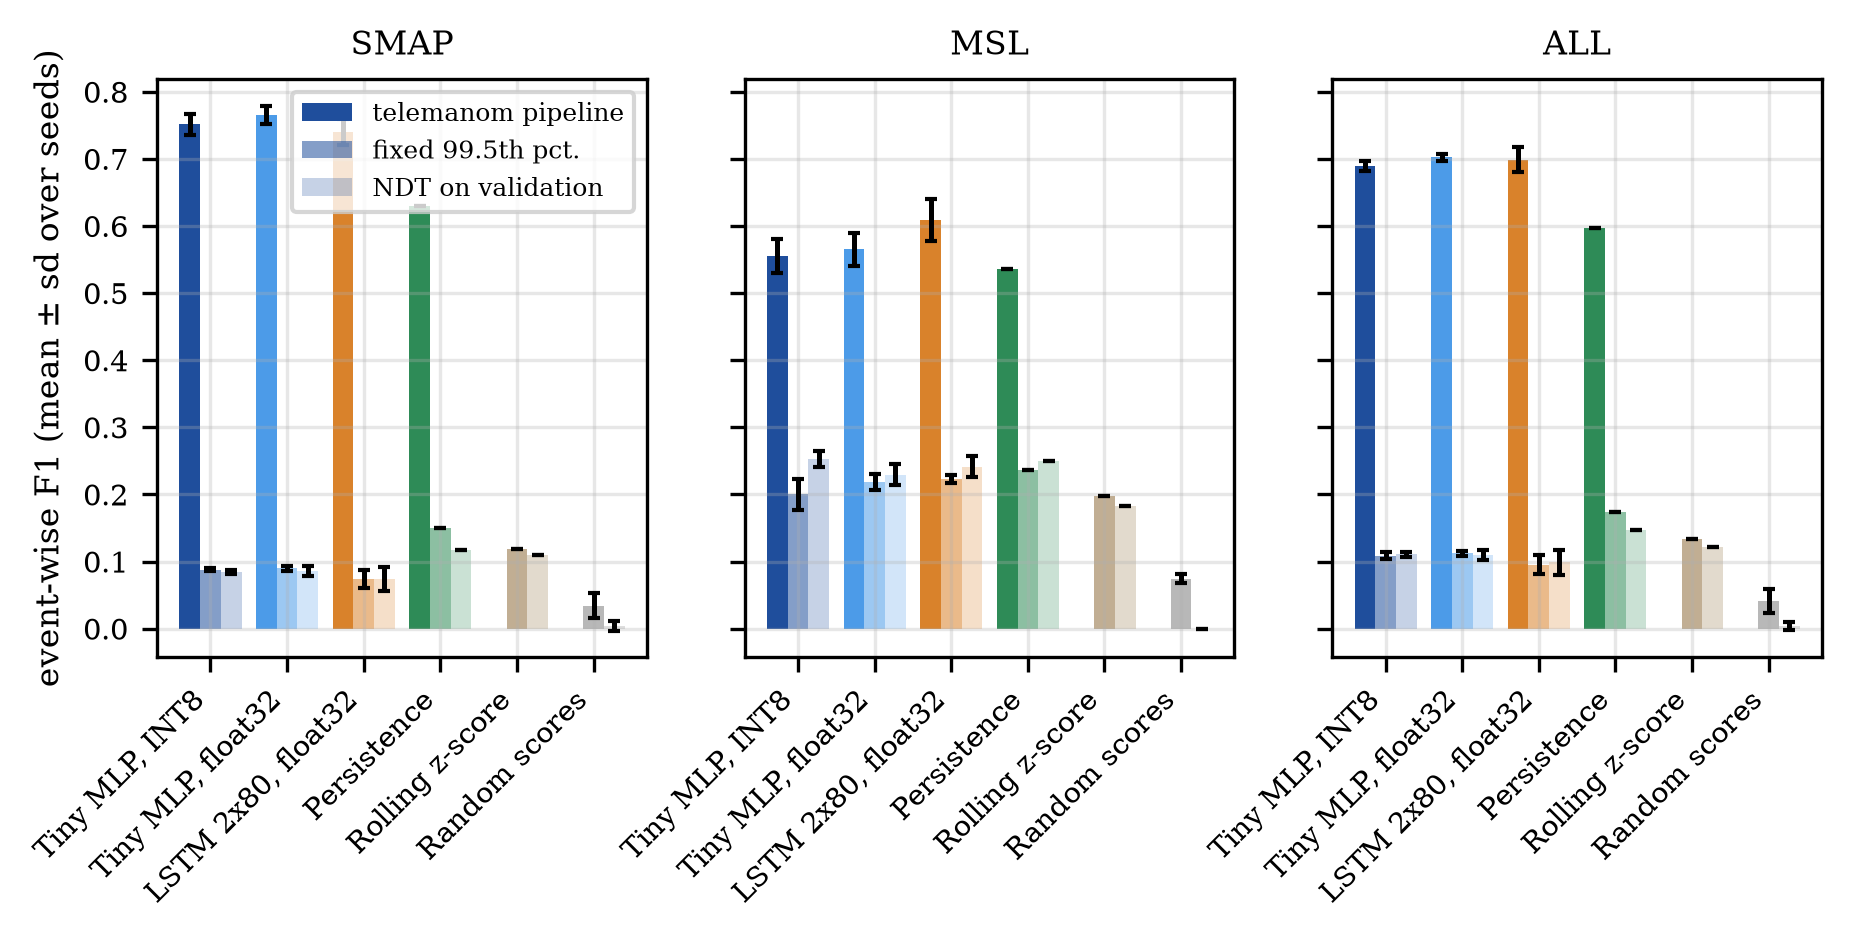 SMAP
MSL
ALL
event-wise F1 (mean ± sd over seeds)
0.8
0.7
0.6
0.5
0.4
0.3
0.2
0.1
0.0
telemanom pipeline
fixed 99.5th pct.
NDT on validation
Tiny MLP, INT8
Tiny MLP, float32
LSTM 2x80, float32
Persistence
Rolling z-score
Random scores
Tiny MLP, INT8
Tiny MLP, float32
LSTM 2x80, float32
Persistence
Rolling z-score
Random scores
Tiny MLP, INT8
Tiny MLP, float32
LSTM 2x80, float32
Persistence
Rolling z-score
Random scores